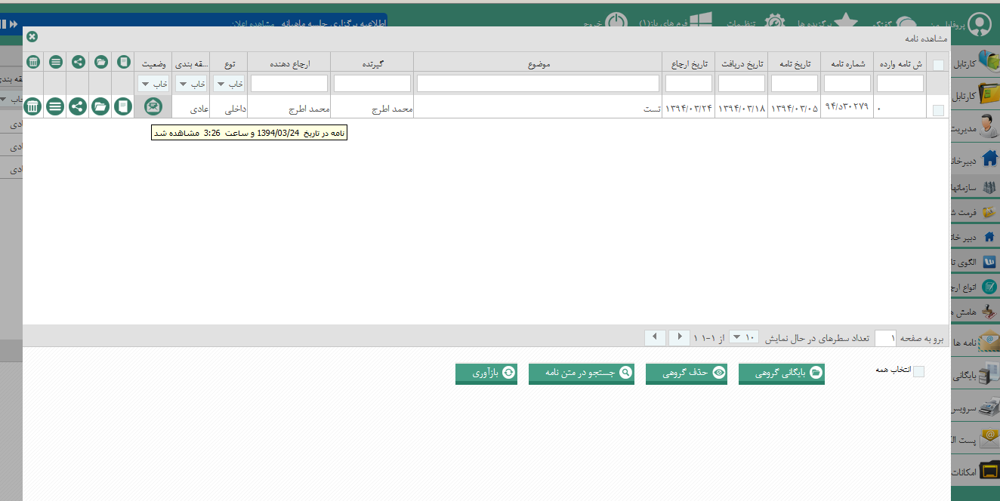 پروفایل من
گفتگو
برگزیده ها
تنظیمات
فرم های باز(۱)
خروج
اطلاعیه برگزاری جلسه ماهیانه
مشاهده اعلان
مشاهده نامه
ش نامه وارده
شماره نامه
تاریخ نامه
تاریخ دریافت
تاریخ ارجاع
موضوع
گیرنده
ارجاع دهنده
نوع
...قه بندی
وضعیت
خاب
خاب
خاب
۰
۹۴/د۳۰۲۷۹
۱۳۹۴/۰۳/۰۵
۱۳۹۴/۰۳/۱۸
۱۳۹۴/۰۳/۲۴
تست
محمد اطرج
محمد اطرج
داخلی
عادی
نامه در تاریخ 1394/03/24 و ساعت 3:26 مشاهده شد
برو به صفحه ۱ تعداد سطرهای در حال نمایش ۱۰ از ۱-۱ ۱
انتخاب همه
بایگانی گروهی
حذف گروهی
جستجو در متن نامه
بازآوری
کارتابل
کارتابل
مدیریت
دبیرخان
سازمانها
فرمت ش
دبیر خان
الگوی نا
انواع ارج
هامش ه
نامه ها
بایگانی
سرویس
پست ال
امکانات
قه بندی
خاب
ادی
ادی
ادی